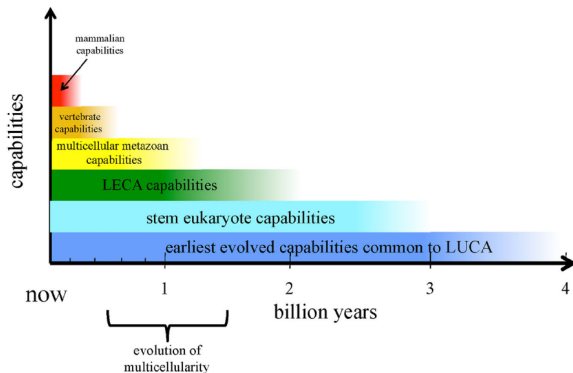 mammalian
capabilities
capabilities
vertebrate
capabilities
multicellular metazoan
capabilities
LECA capabilities
stem eukaryote capabilities
earliest evolved capabilities common to LUCA
now
1
2
3
4
billion years
evolution of
multicellularity